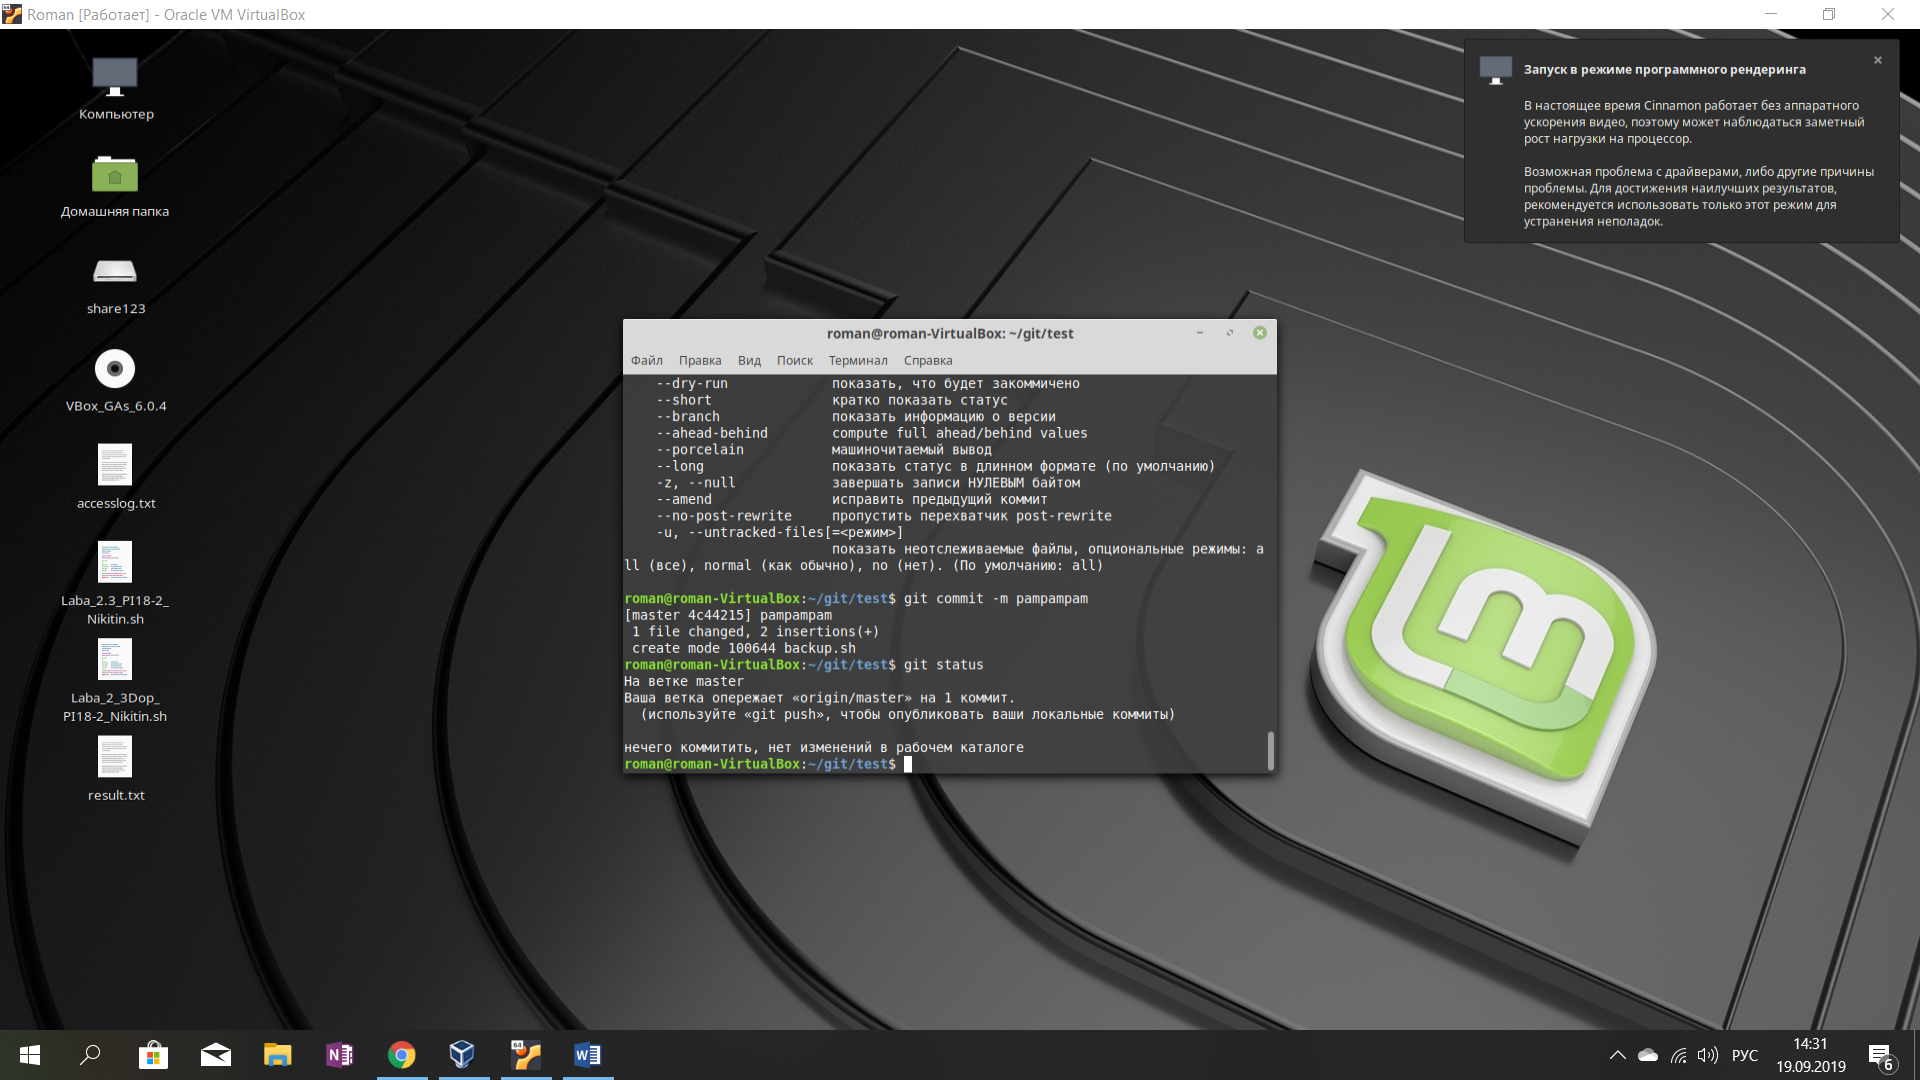 Roman [Работает] - Oracle VM VirtualBox
Компьютер
Домашняя папка
share123
VBox_GAs_6.0.4
accesslog.txt
Laba_2.3_PI18-2_
Nikitin.sh
Laba_2_3Dop_
PI18-2_Nikitin.sh
result.txt
Запуск в режиме программного рендеринга
В настоящее время Cinnamon работает без аппаратного
ускорения видео, поэтому может наблюдаться заметный
рост нагрузки на процессор.
Возможная проблема с драйверами, либо другие причины
проблемы. Для достижения наилучших результатов,
рекомендуется использовать только этот режим для
устранения неполадок.
roman@roman-VirtualBox: ~/git/test
Файл Правка Вид Поиск Терминал Справка
--dry-run показать, что будет закоммичено
--short кратко показать статус
--branch показать информацию о версии
--ahead-behind compute full ahead/behind values
--porcelain машиночитаемый вывод
--long показать статус в длинном формате (по умолчанию)
-z, --null завершать записи НУЛЕВЫМ байтом
--amend исправить предыдущий коммит
--no-post-rewrite пропустить перехватчик post-rewrite
-u, --untracked-files[=<режим>]
показать неотслеживаемые файлы, опциональные режимы: a
ll (все), normal (как обычно), no (нет). (По умолчанию: all)
roman@roman-VirtualBox:~/git/test$ git commit -m pampampam
[master 4c44215] pampampam
1 file changed, 2 insertions(+)
create mode 100644 backup.sh
roman@roman-VirtualBox:~/git/test$ git status
На ветке master
Ваша ветка опережает «origin/master» на 1 коммит.
(используйте «git push», чтобы опубликовать ваши локальные коммиты)
нечего коммитить, нет изменений в рабочем каталоге
roman@roman-VirtualBox:~/git/test$
64
РУС
14:31
19.09.2019
6